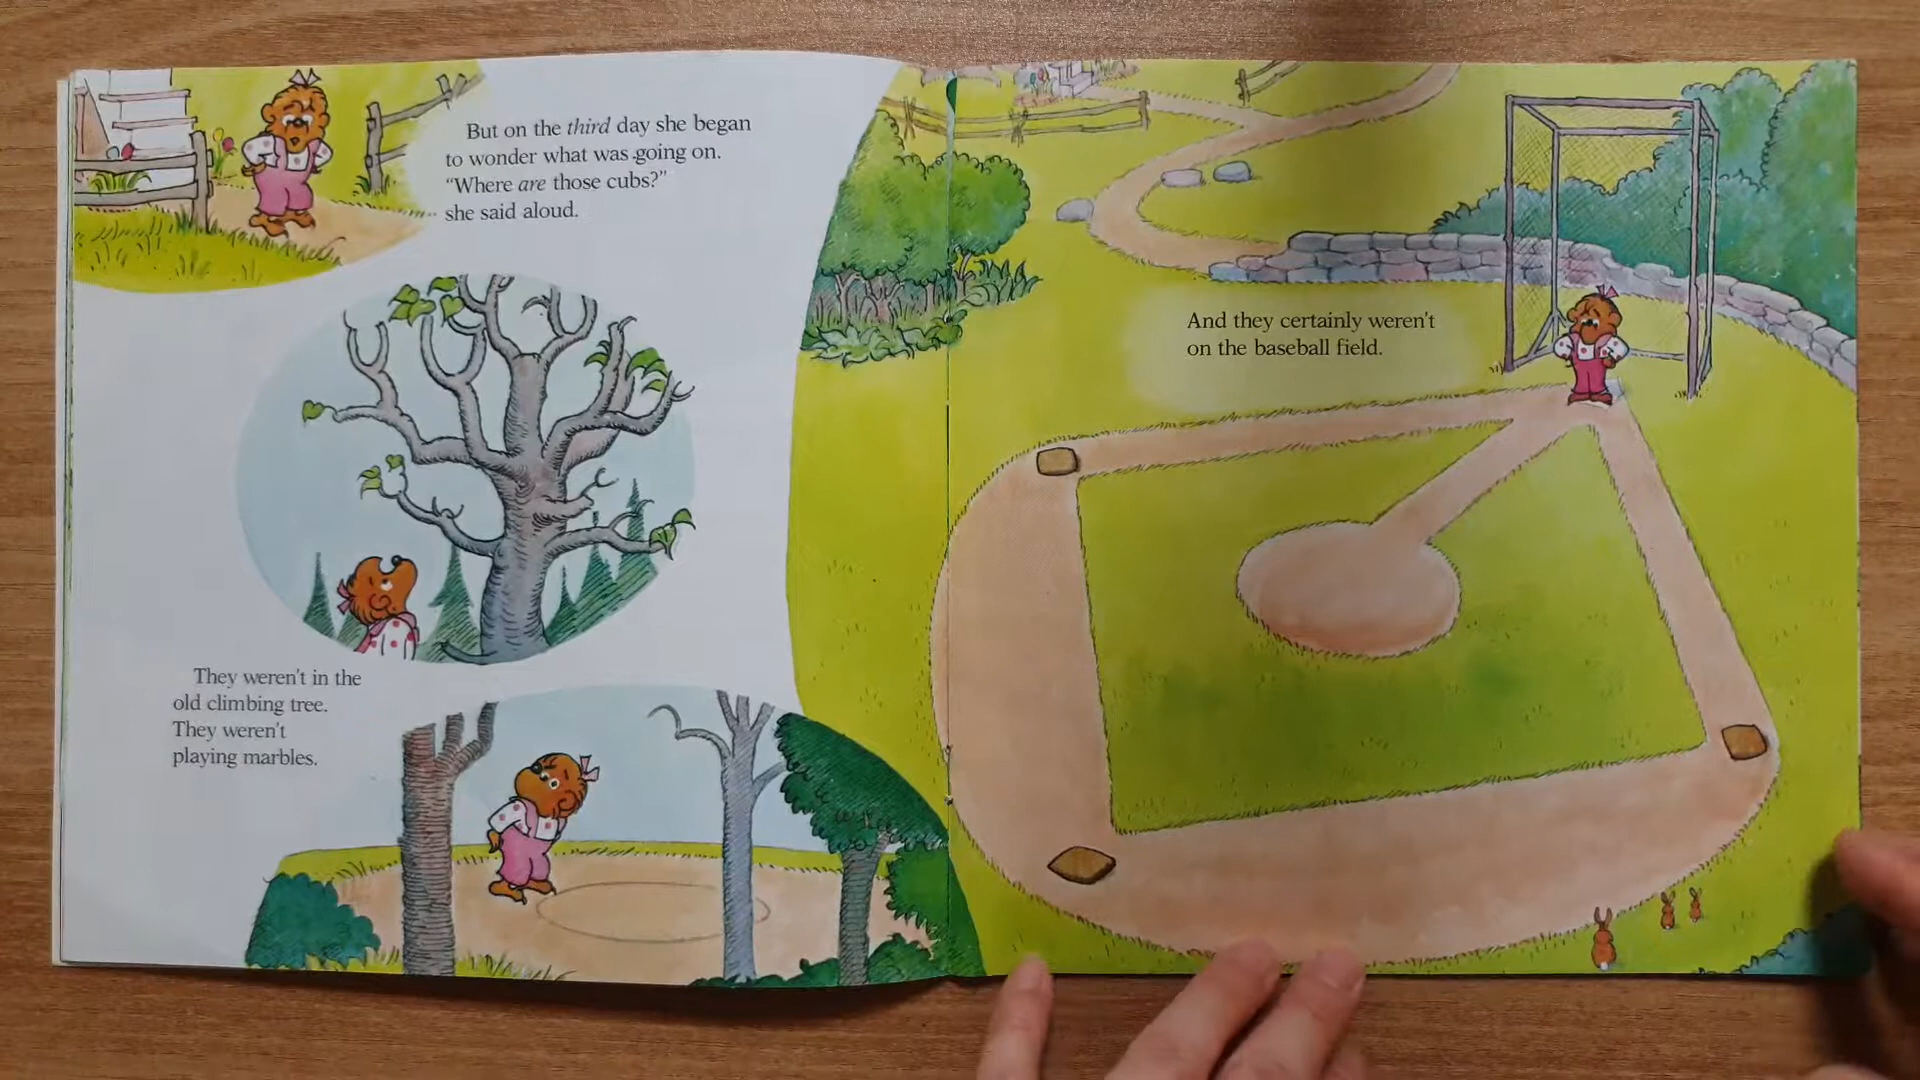 But on the third day she began
to wonder what was going on.
“Where are those cubs?”
she said aloud.
They weren't in the
old climbing tree.
They weren't
playing marbles.
And they certainly weren't
on the baseball field.